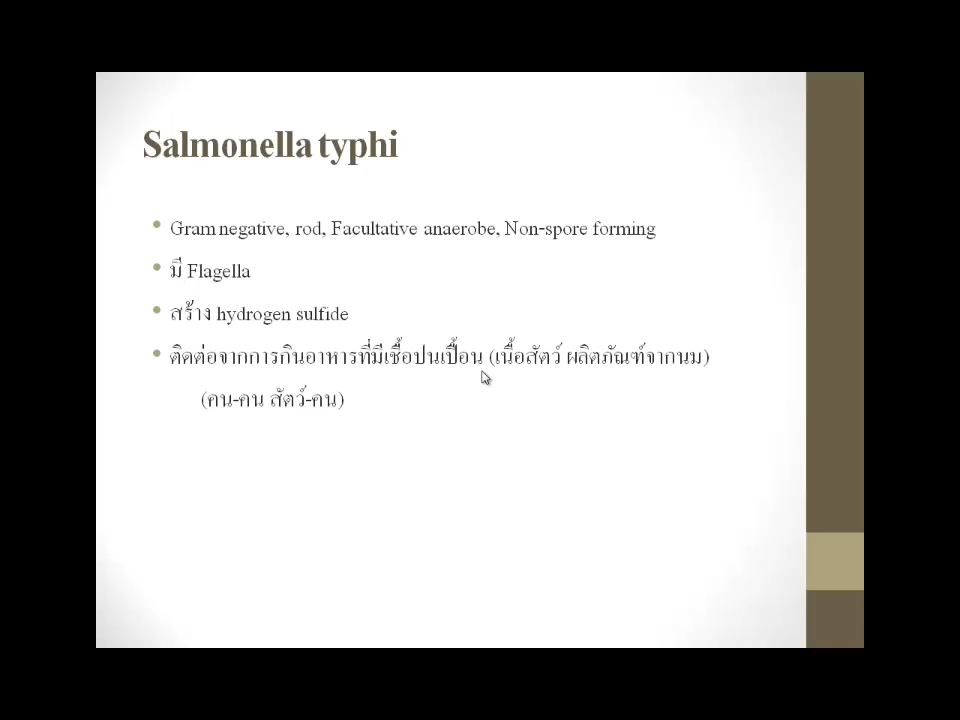 Salmonella typhi
Gram negative, rod, Facultative anaerobe, Non-spore forming
มี Flagella
สร้าง hydrogen sulfide
ติดต่อจากการกินอาหารที่มีเชื้อปนเปื้อน (เนื้อสัตว์ ผลิตภัณฑ์จากนม)
(คน-คน สัตว์-คน)